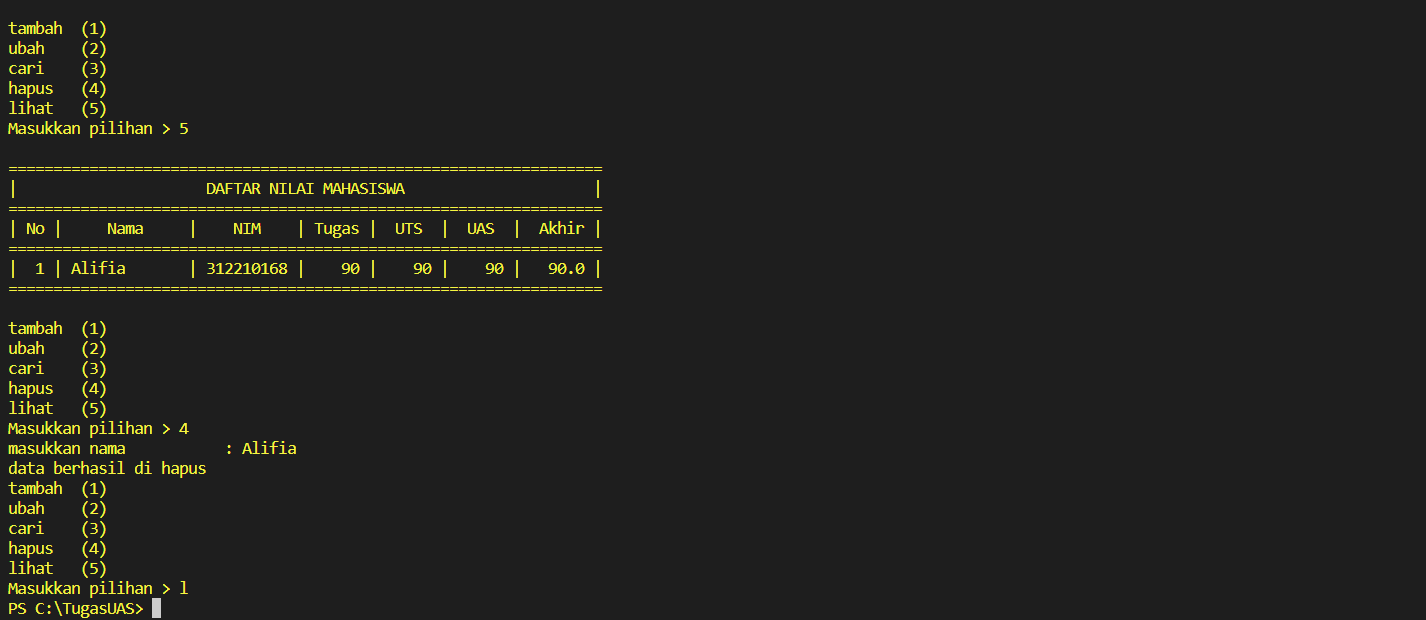 tambah  (1)
ubah    (2)
cari    (3)
hapus   (4)
lihat   (5)
Masukkan pilihan > 5
==================================================================
|                     DAFTAR NILAI MAHASISWA                     |
==================================================================
| No |     Nama     |    NIM    | Tugas |  UTS  |  UAS  |  Akhir |
==================================================================
|  1 | Alifia       | 312210168 |    90 |    90 |    90 |   90.0 |
==================================================================
tambah  (1)
ubah    (2)
cari    (3)
hapus   (4)
lihat   (5)
Masukkan pilihan > 4
masukkan nama           : Alifia
data berhasil di hapus
tambah  (1)
ubah    (2)
cari    (3)
hapus   (4)
lihat   (5)
Masukkan pilihan > l
PS C:\TugasUAS>